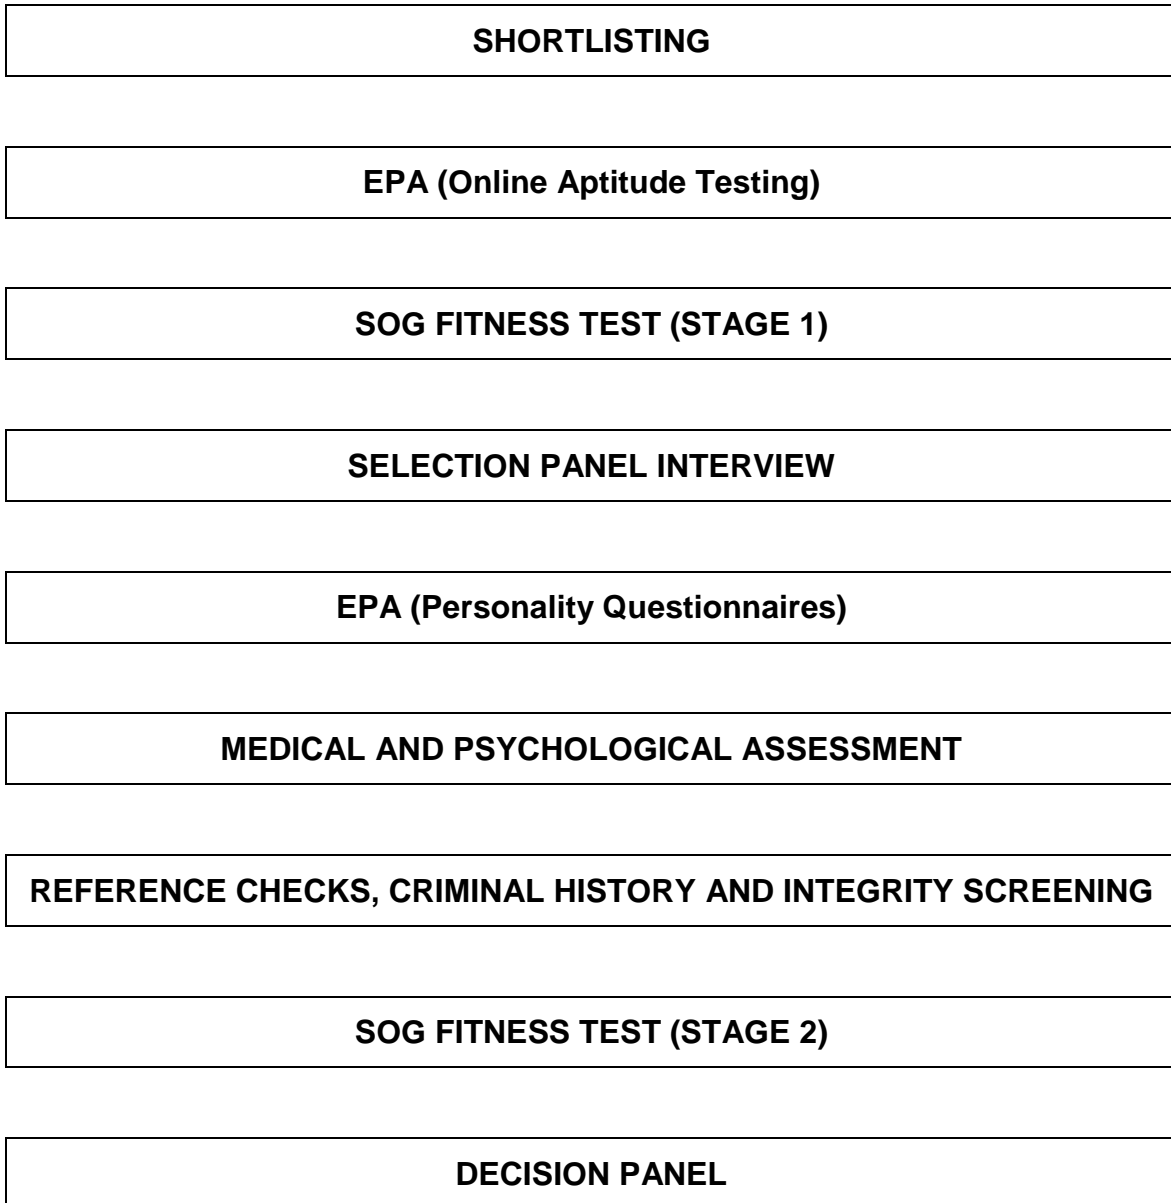 SHORTLISTING
EPA (Online Aptitude Testing)
SOG FITNESS TEST (STAGE 1)
SELECTION PANEL INTERVIEW
EPA (Personality Questionnaires)
MEDICAL AND PSYCHOLOGICAL ASSESSMENT
REFERENCE CHECKS, CRIMINAL HISTORY AND INTEGRITY SCREENING
SOG FITNESS TEST (STAGE 2)
DECISION PANEL